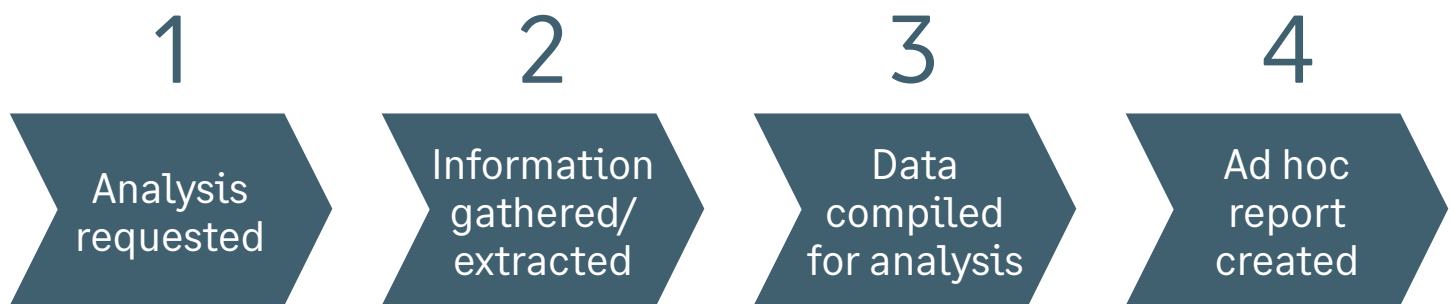 1
Analysis
requested
2
Information
gathered/
extracted
3
Data
compiled
for analysis
4
Ad hoc
report
created